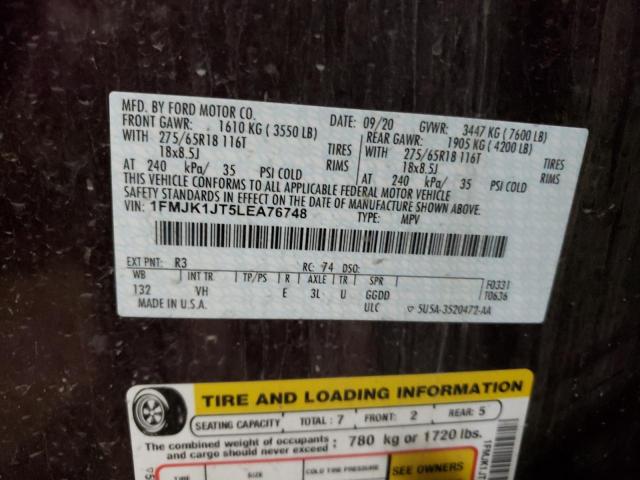 MFD. BY FORD MOTOR CO.
DATE: 09/20 GVWR: 3447 KG (7600 LB)
FRONT GAWR: 1610 KG (3550 LB) REAR GAWR: 1905 KG (4200 LB)
WITH 275/65R18 116T TIRES WITH 275/65R18 116T TIRES
18x8.5J RIMS 18x8.5J RIMS
AT 240 kPa/ 35 PSI COLD AT 240 kPa/ 35 PSI COLD
THIS VEHICLE CONFORMS TO ALL APPLICABLE FEDERAL MOTOR VEHICLE
SAFETY STANDARDS IN EFFECT ON THE DATE OF MANUFACTURE SHOWN ABOVE.
VIN: 1FMJK1JT5LEA76748 TYPE: MPV
EXT PNT: R3 RC: 74 DSO:
WB INT TR TP/PS R AXLE TR SPR F0331
132 VH E 3L U GGDD T0636
MADE IN U.S.A. ULC 5U5A-3520472-AA
TIRE AND LOADING INFORMATION
SEATING CAPACITY TOTAL: 7 FRONT: 2 REAR: 5
The combined weight of occupants
and cargo should never exceed: 780 kg or 1720 lbs.
TIRE SIZE COLD TIRE PRESSURE SEE OWNERS
1FMJK1JT